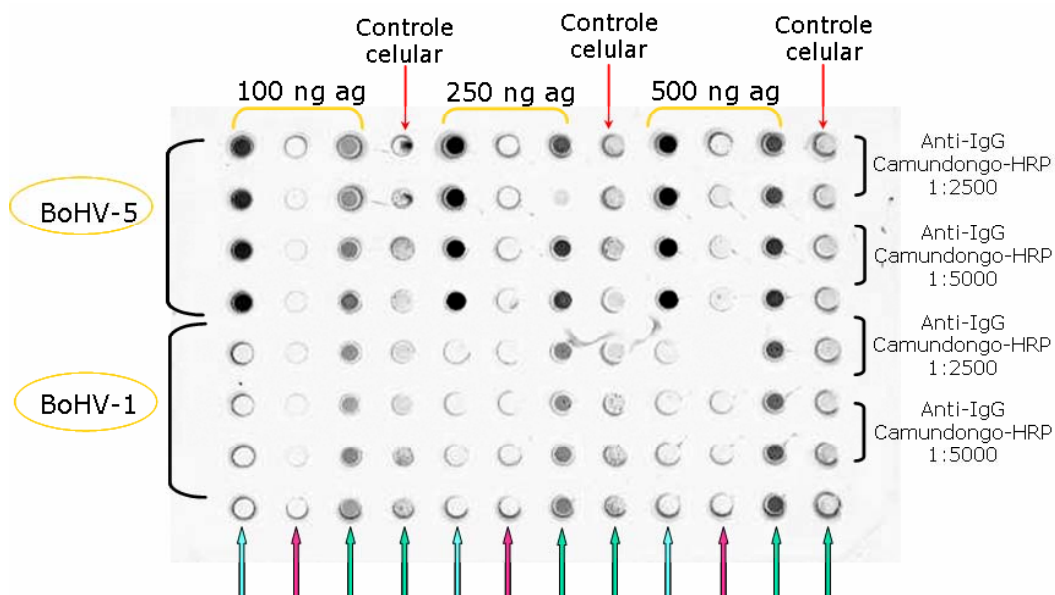 Controle
celular
Controle
celular
Controle
celular
100 ng ag
250 ng ag
500 ng ag
BoHV-5
BoHV-1
Anti-IgG
Camundongo-HRP
1:2500
Anti-IgG
Camundongo-HRP
1:5000
Anti-IgG
Camundongo-HRP
1:2500
Anti-IgG
Camundongo-HRP
1:5000